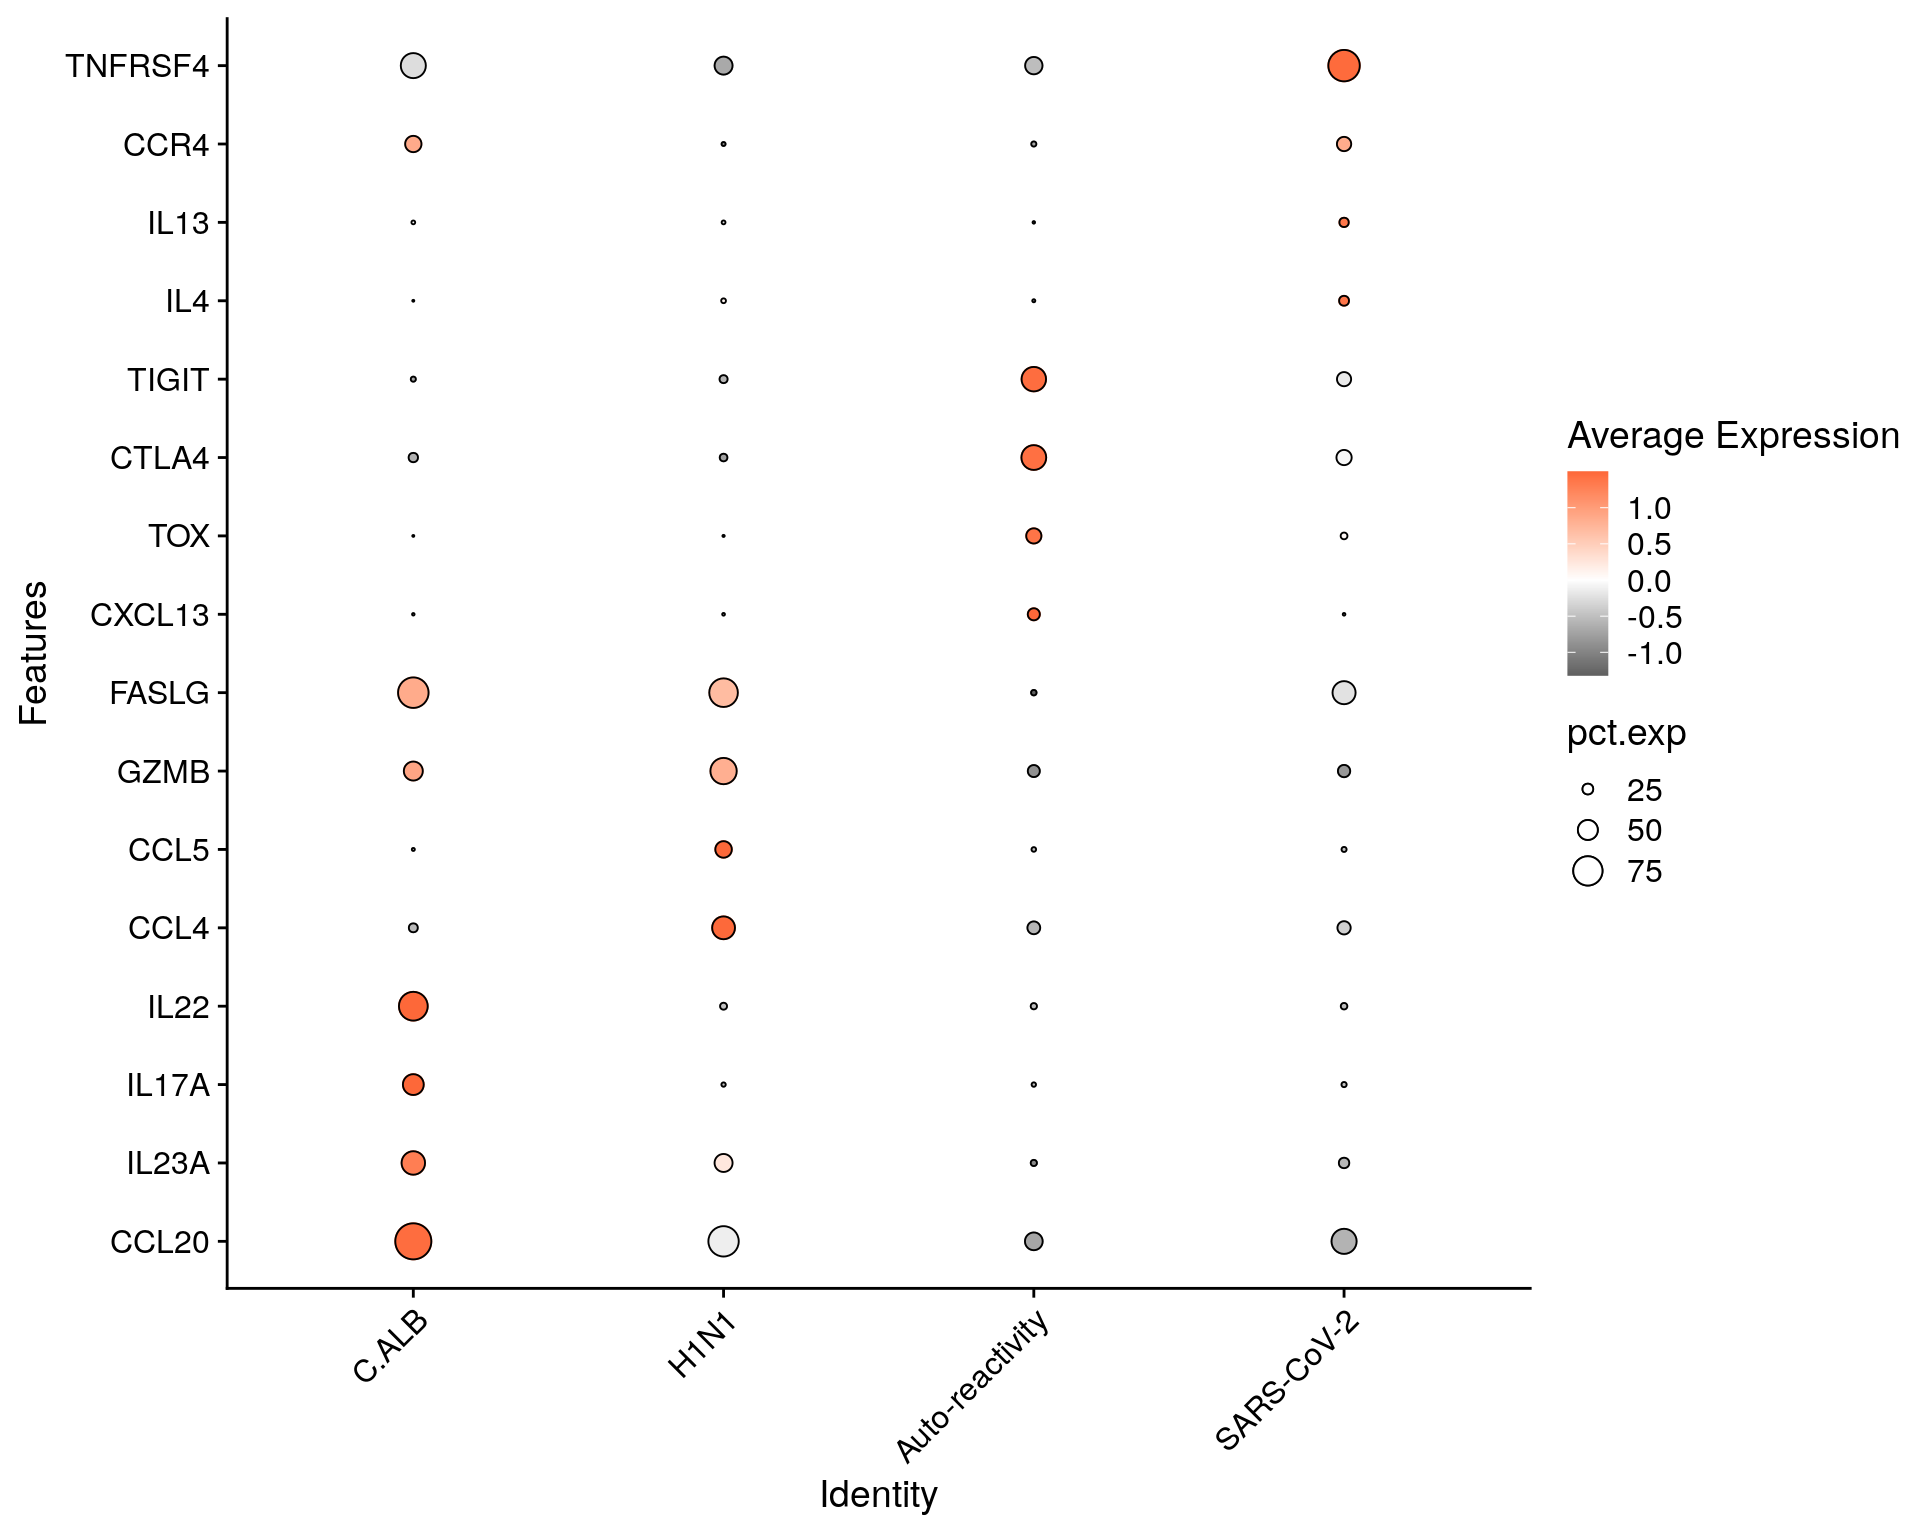 TNFRSF4
CCR4
IL13
IL4
TIGIT
CTLA4
TOX
CXCL13
FASLG
GZMB
CCL5
CCL4
IL22
IL17A
IL23A
CCL20
Features
C.ALB
H1N1
Auto-reactivity
SARS-CoV-2
Identity
Average Expression
1.0
0.5
0.0
-0.5
-1.0
pct.exp
25
50
75